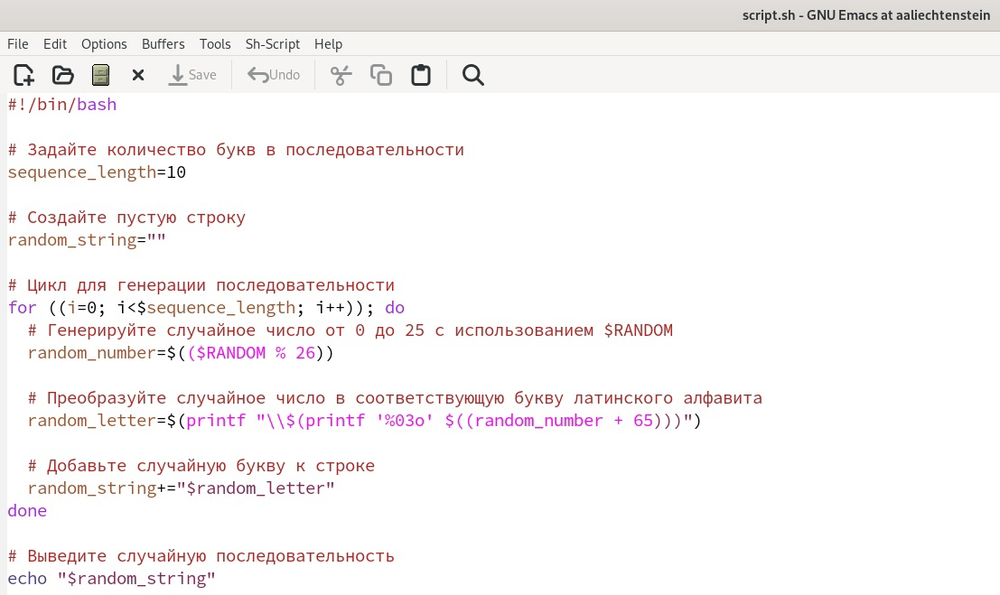 script.sh - GNU Emacs at aaliechtenstein
File Edit Options Buffers Tools Sh-Script Help
Save Undo
#!/bin/bash

# Задайте количество букв в последовательности
sequence_length=10

# Создайте пустую строку
random_string=""

# Цикл для генерации последовательности
for ((i=0; i<$sequence_length; i++)); do
  # Генерируйте случайное число от 0 до 25 с использованием $RANDOM
  random_number=$(($RANDOM % 26))

  # Преобразуйте случайное число в соответствующую букву латинского алфавита
  random_letter=$(printf "\\$(printf '%03o' $((random_number + 65)))")

  # Добавьте случайную букву к строке
  random_string+="$random_letter"
done

# Выведите случайную последовательность
echo "$random_string"